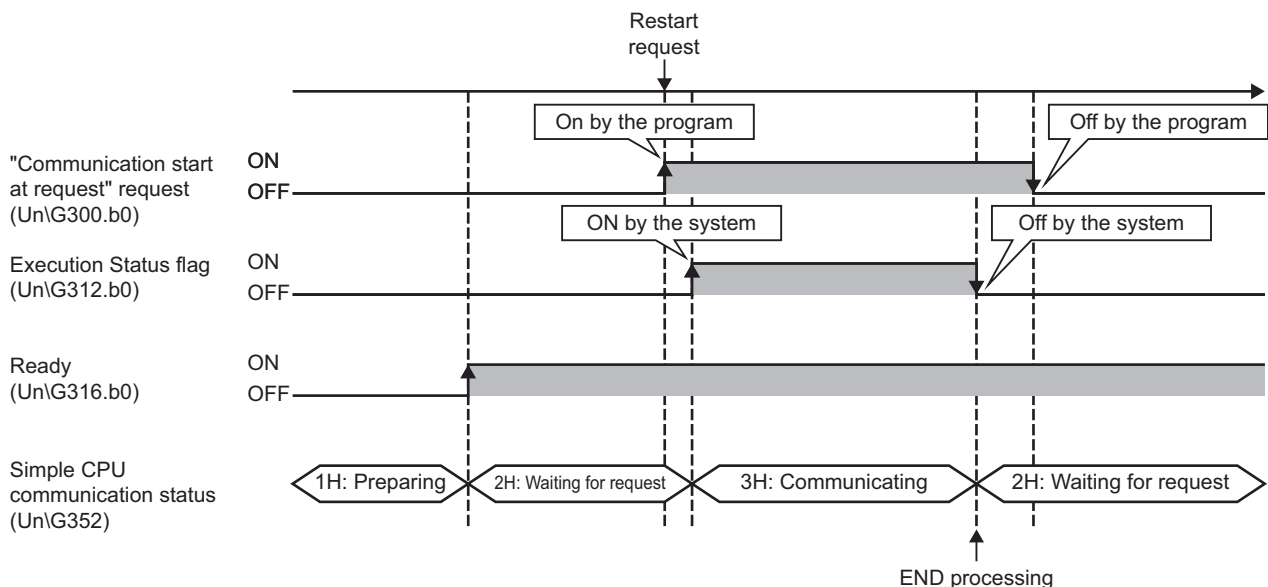 Restart
request
On by the program
Off by the program
"Communication start
at request" request
(Un\G300.b0)
ON
OFF
ON by the system
Off by the system
Execution Status flag
(Un\G312.b0)
ON
OFF
Ready
(Un\G316.b0)
ON
OFF
Simple CPU
communication status
(Un\G352)
1H: Preparing
2H: Waiting for request
3H: Communicating
2H: Waiting for request
END processing